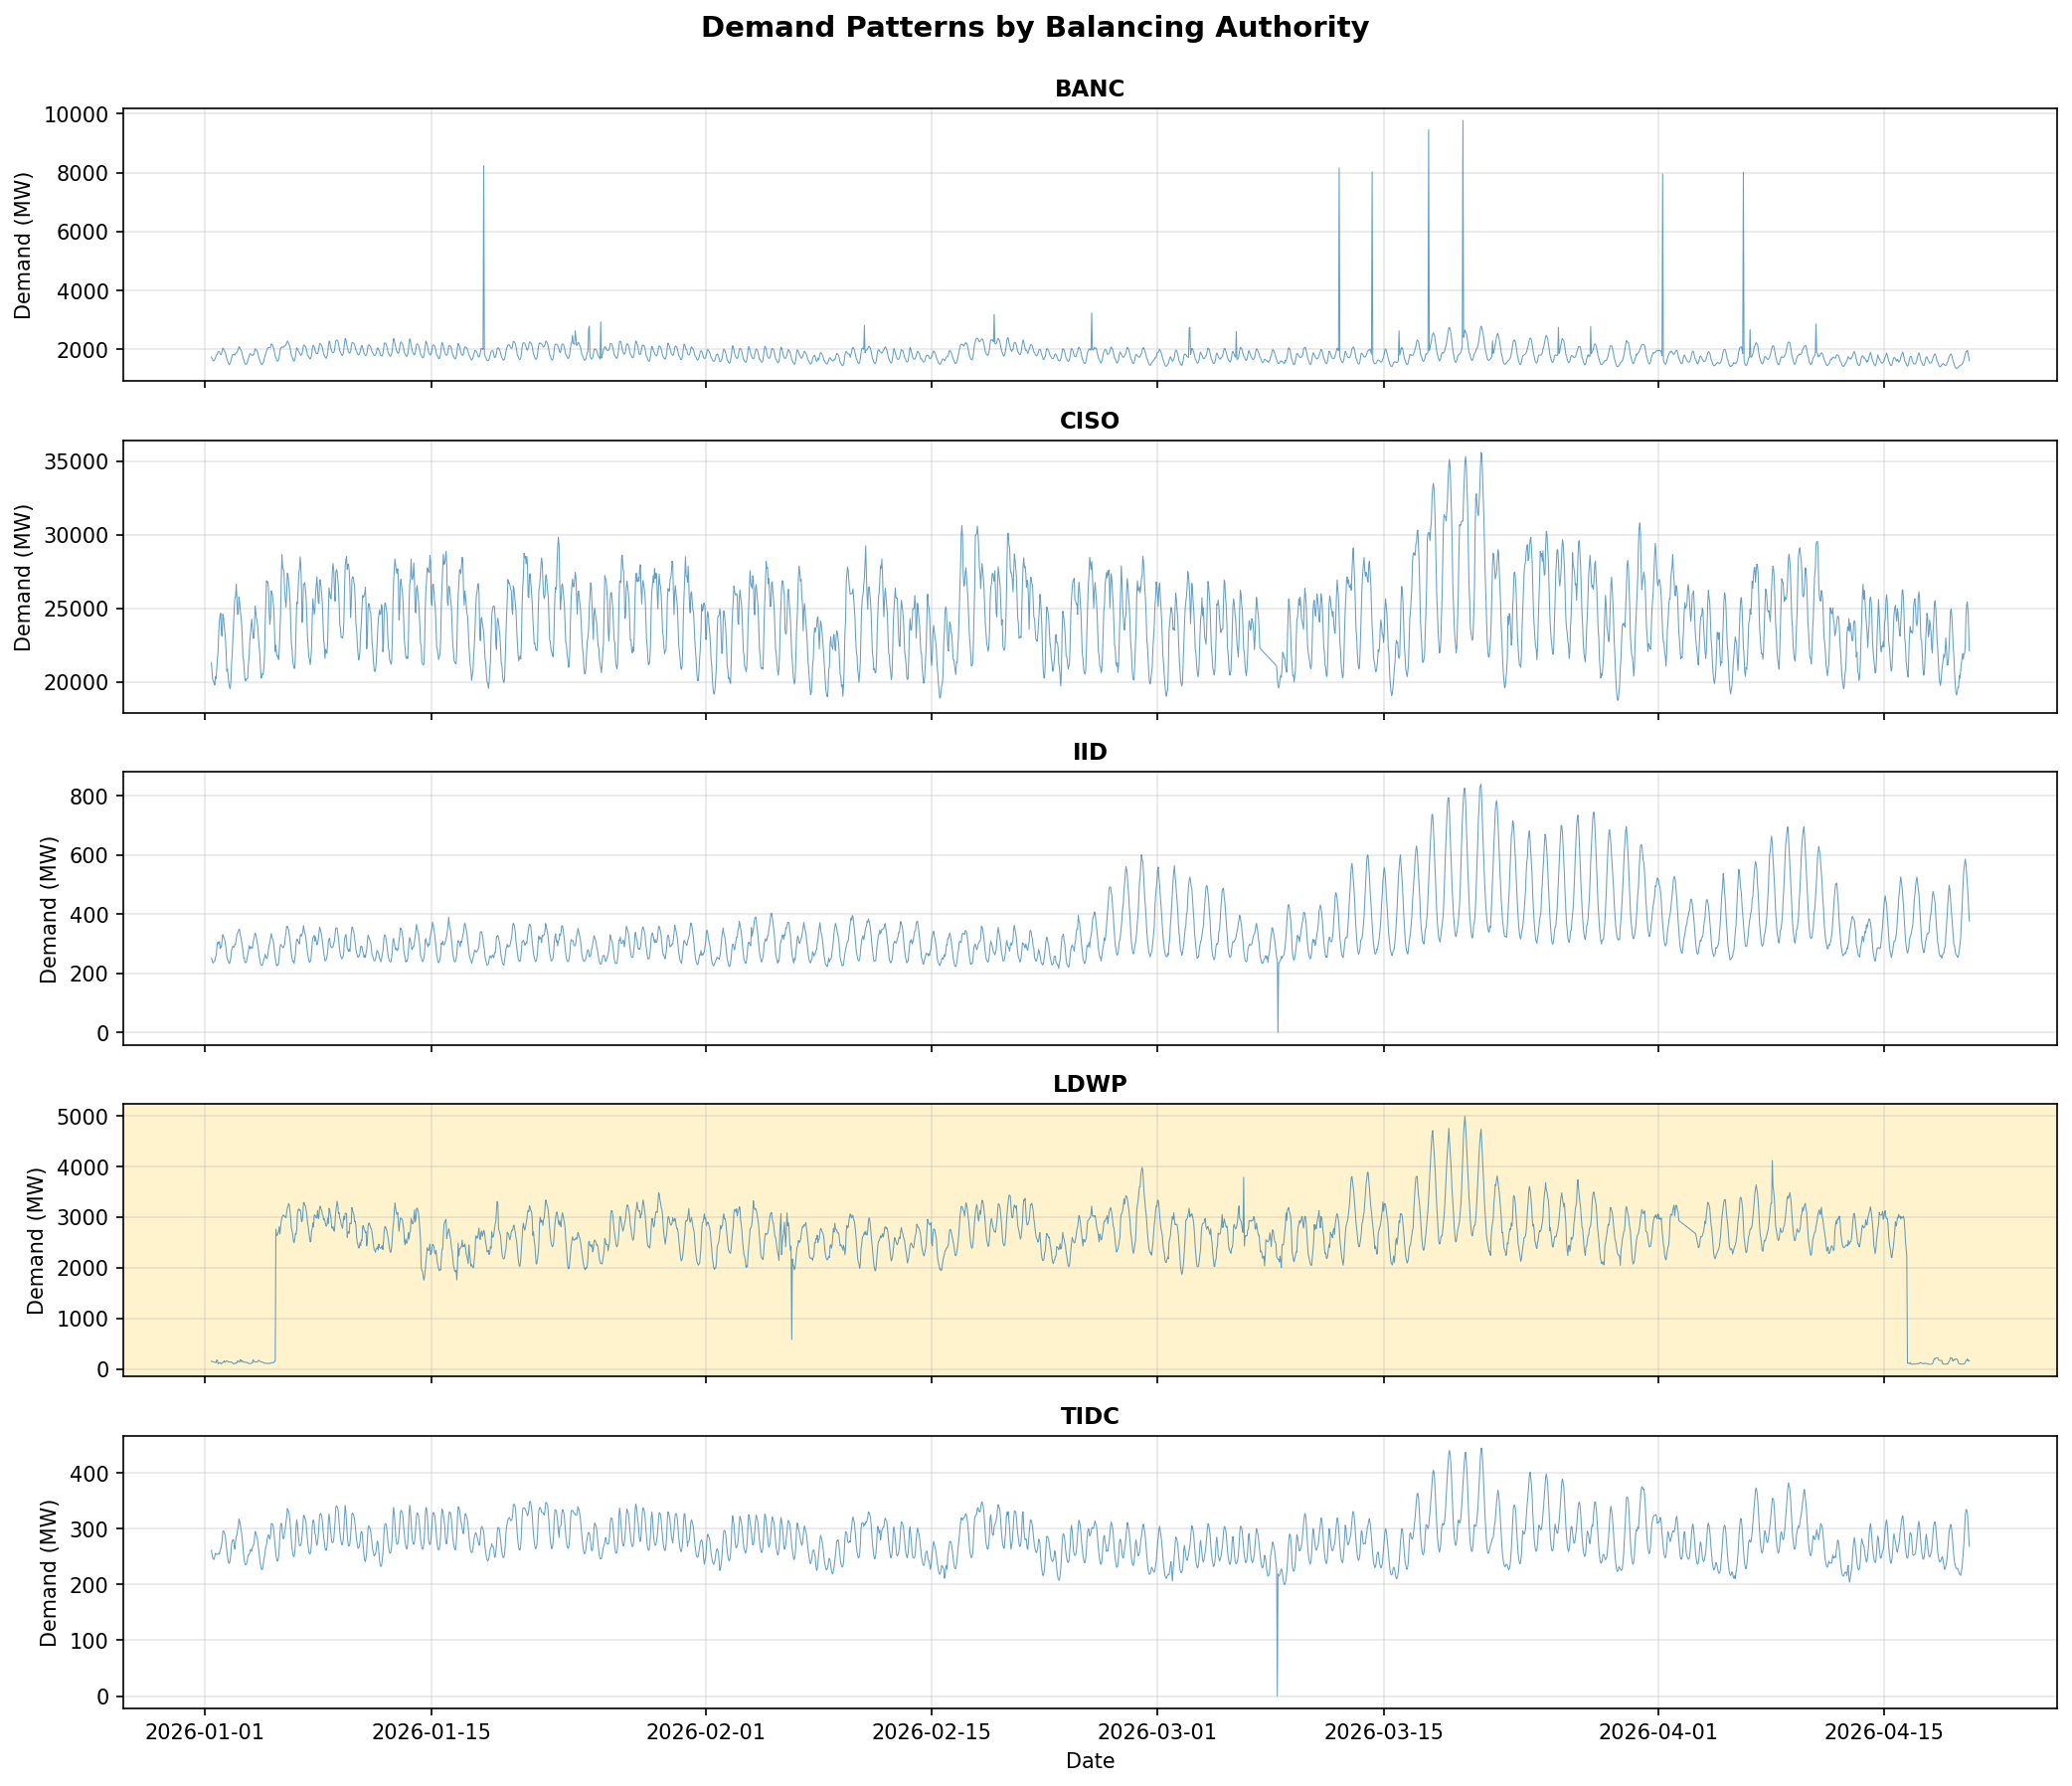 Demand Patterns by Balancing Authority
BANC
Demand (MW)
10000
8000
6000
4000
2000
CISO
Demand (MW)
35000
30000
25000
20000
IID
Demand (MW)
800
600
400
200
0
LDWP
Demand (MW)
5000
4000
3000
2000
1000
0
TIDC
Demand (MW)
400
300
200
100
0
2026-01-01 2026-01-15 2026-02-01 2026-02-15 2026-03-01 2026-03-15 2026-04-01 2026-04-15
Date